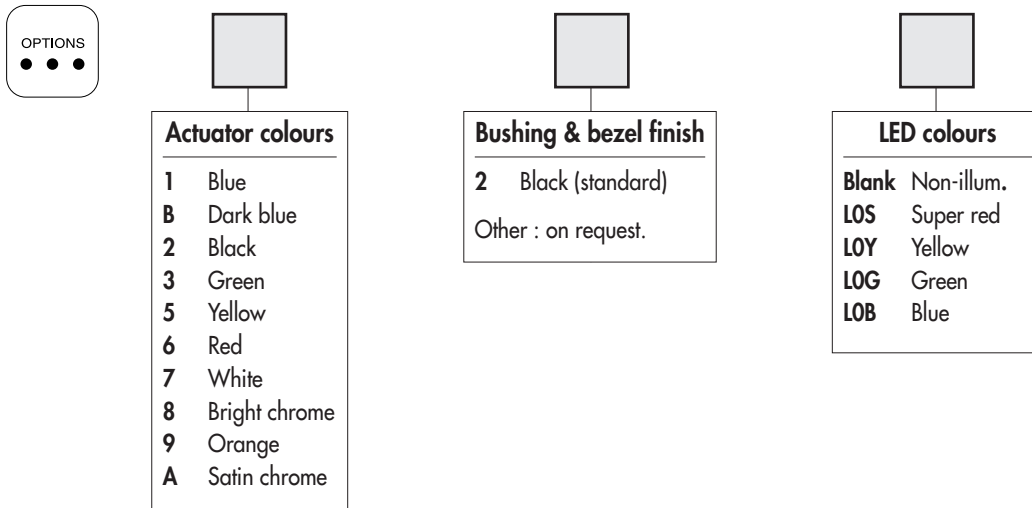 OPTIONS
Actuator colours
1 Blue
B Dark blue
2 Black
3 Green
5 Yellow
6 Red
7 White
8 Bright chrome
9 Orange
A Satin chrome
Bushing & bezel finish
2 Black (standard)
Other : on request.
LED colours
Blank Non-illum.
L0S Super red
L0Y Yellow
L0G Green
L0B Blue